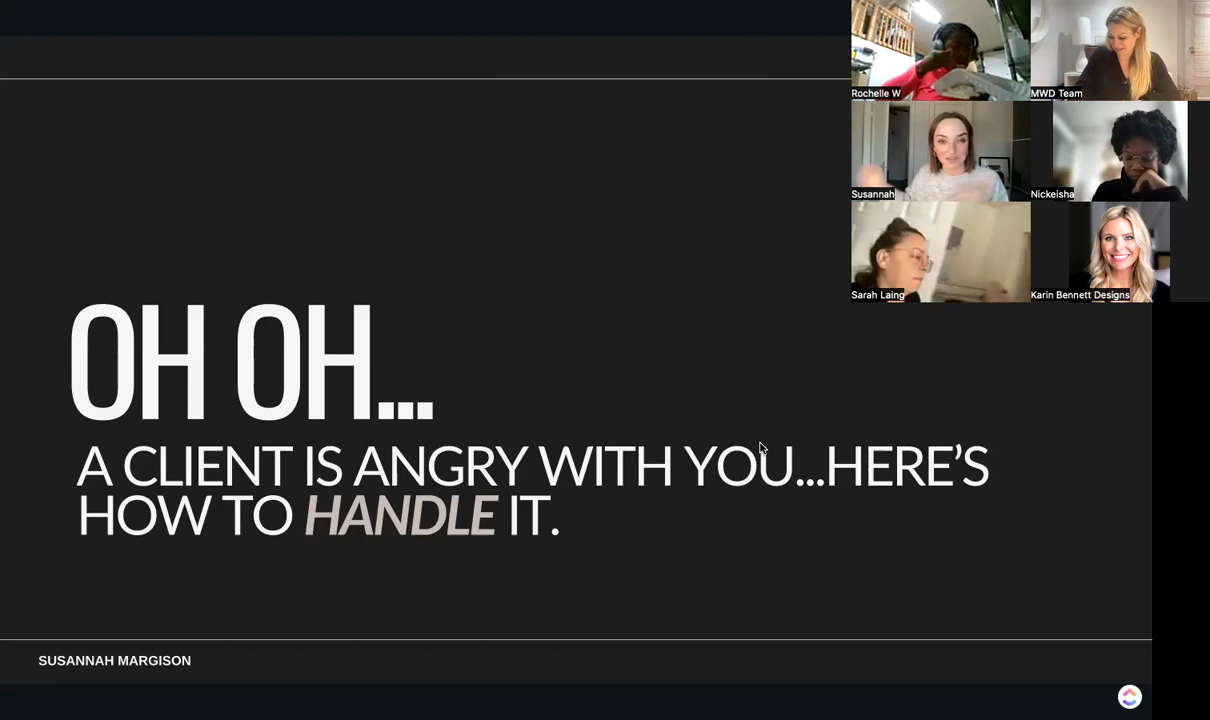 Rochelle W
MWD Team
Susannah
Nickeisha
Sarah Laing
Karin Bennett Designs
OH OH...
A CLIENT IS ANGRY WITH YOU...HERE’S
HOW TO HANDLE IT.
SUSANNAH MARGISON